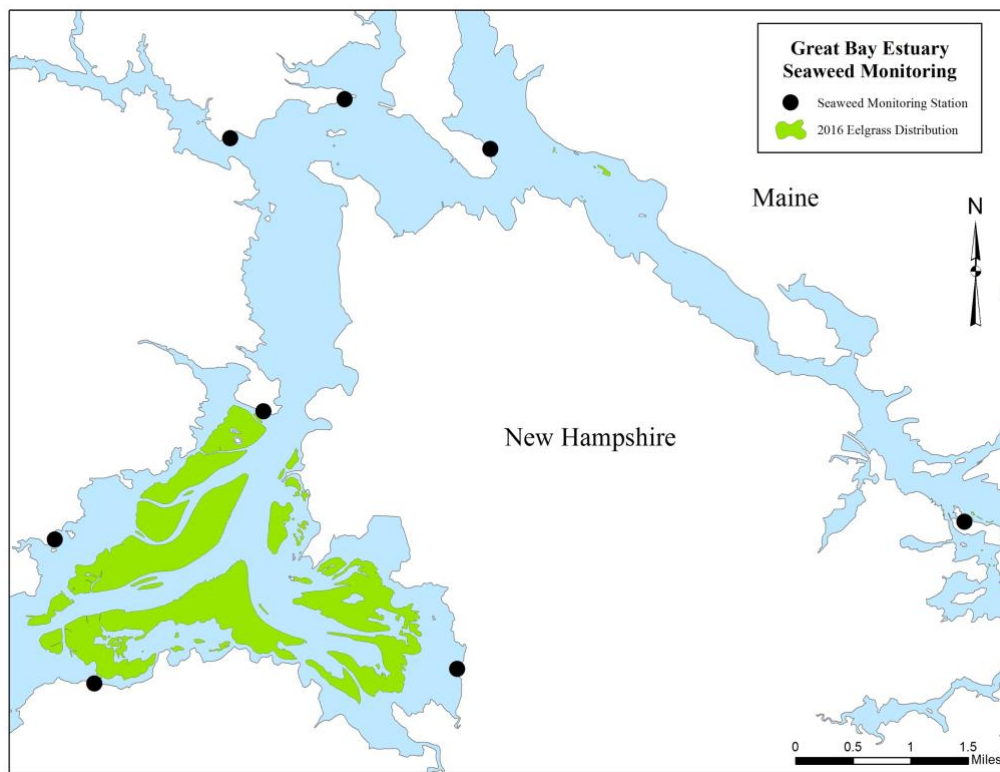 Great Bay Estuary
Seaweed Monitoring
Seaweed Monitoring Station
2016 Eelgrass Distribution
Maine
N
New Hampshire
0 0.5 1 1.5
Miles